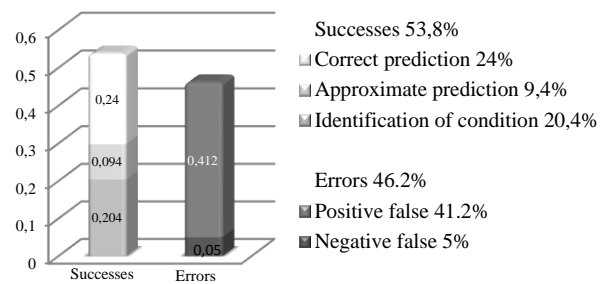 0,6
0,5
0,4
0,3
0,2
0,1
0
0,24
0,094
0,204
0,412
0,05
Successes
Errors
Successes 53,8%
Correct prediction 24%
Approximate prediction 9,4%
Identification of condition 20,4%
Errors 46.2%
Positive false 41.2%
Negative false 5%